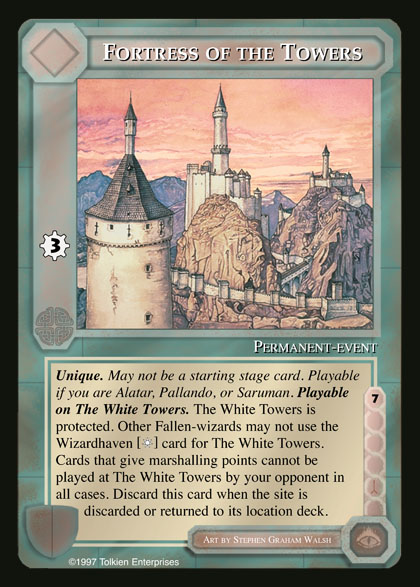 Fortress of the Towers
3
Permanent-event
Unique. May not be a starting stage card. Playable
if you are Alatar, Pallando, or Saruman. Playable
on The White Towers. The White Towers is
protected. Other Fallen-wizards may not use the
Wizardhaven [ ] card for The White Towers.
Cards that give marshalling points cannot be
played at The White Towers by your opponent in
all cases. Discard this card when the site is
discarded or returned to its location deck.
7
Art by Stephen Graham Walsh
©1997 Tolkien Enterprises